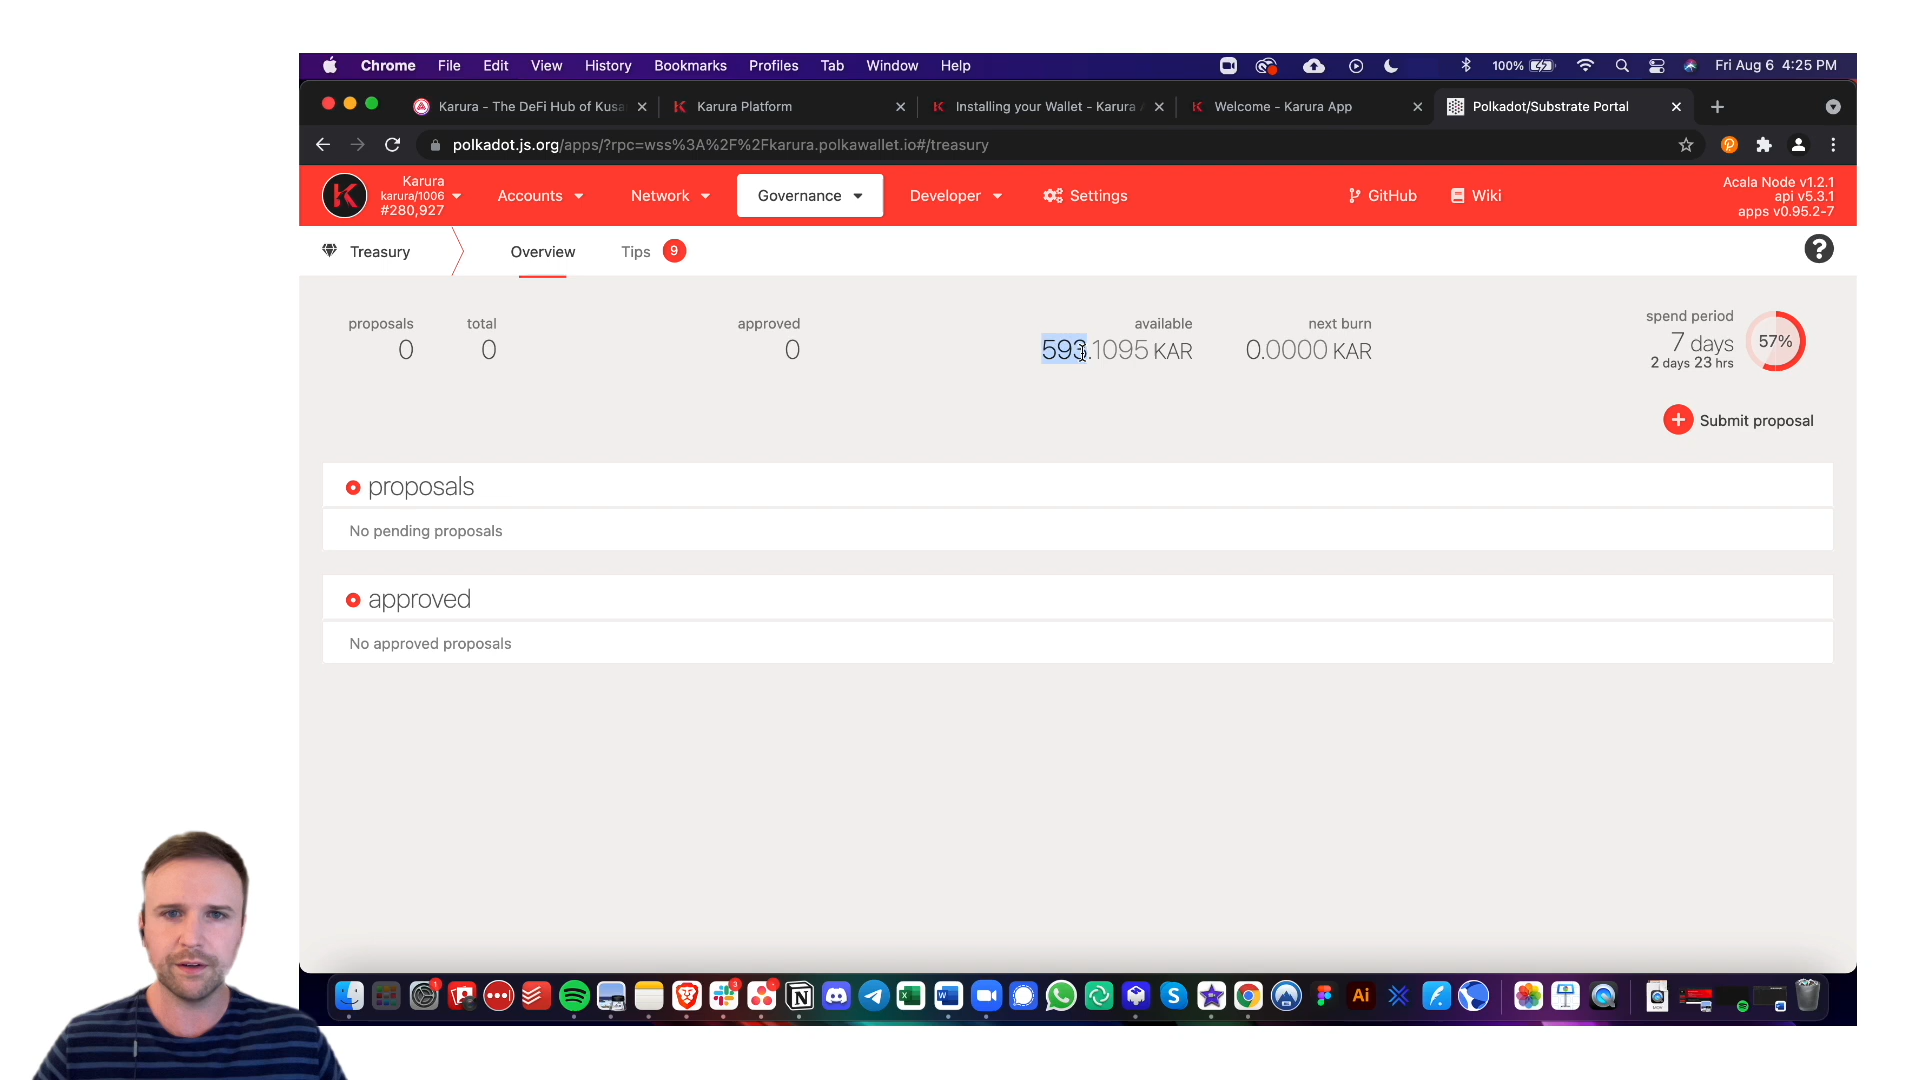 Chrome File Edit View History Bookmarks Profiles Tab Window Help 100% Fri Aug 6 4:25 PM
Karura - The DeFi Hub of Kusa Karura Platform Installing your Wallet - Karura Welcome - Karura App Polkadot/Substrate Portal
polkadot.js.org/apps/?rpc=wss%3A%2F%2Fkarura.polkawallet.io#/treasury
Karura
karura/1006
#280,927
Accounts Network Governance Developer Settings GitHub Wiki
Acala Node v1.2.1
api v5.3.1
apps v0.95.2-7
Treasury Overview Tips 9
proposals total approved available next burn spend period
0 0 0 593.1095 KAR 0.0000 KAR 7 days 57%
2 days 23 hrs
Submit proposal
proposals
No pending proposals
approved
No approved proposals
1 3 Ai